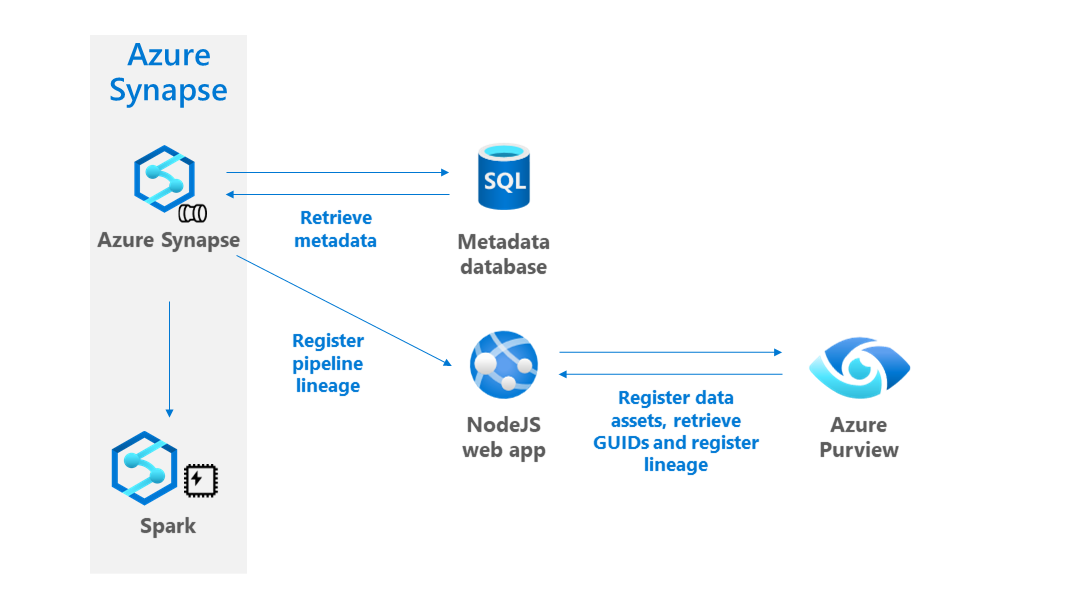 Azure
Synapse
Azure Synapse
SQL
Retrieve
metadata
Metadata
database
Register
pipeline
lineage
NodeJS
web app
Register data
assets, retrieve
GUIDs and register
lineage
Azure
Purview
Spark